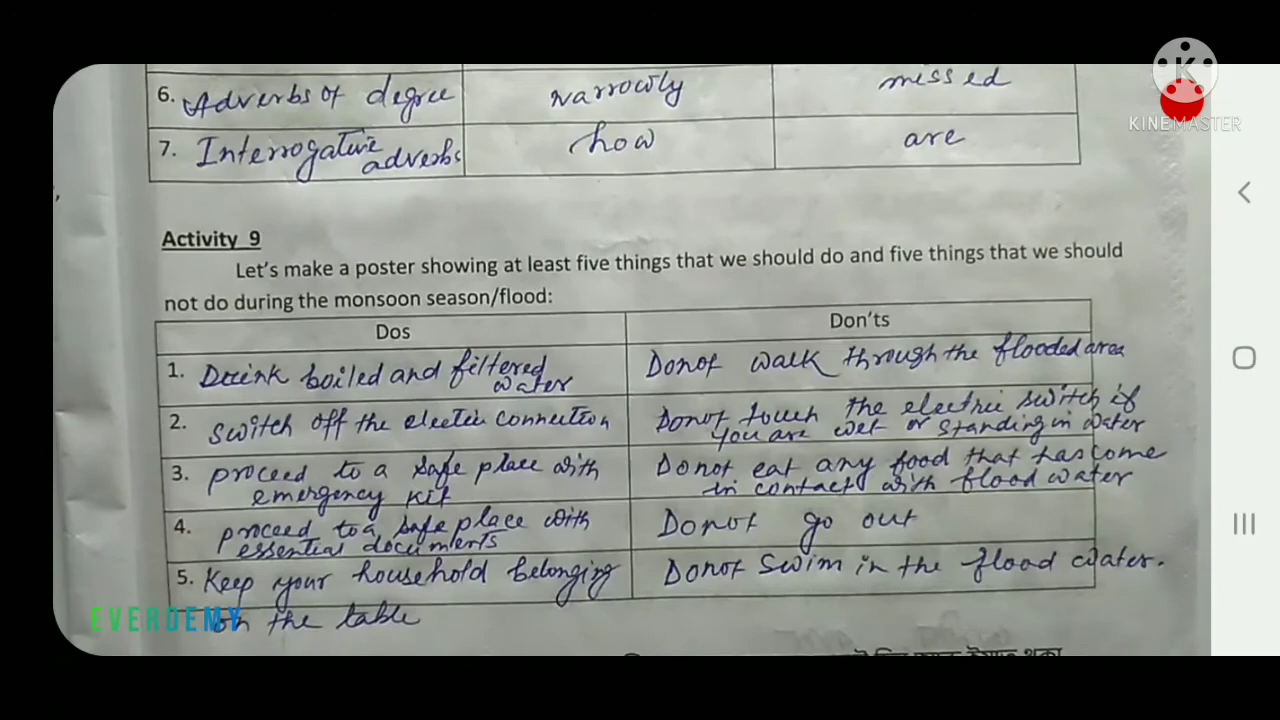 6. Adverbs of degree narrowly missed
7. Interrogative adverbs how are
KINEMASTER
Activity 9
Let's make a poster showing at least five things that we should do and five things that we should
not do during the monsoon season/flood:
Dos Don'ts
1. Drink boiled and filtered water
Donot walk through the flooded area
2. switch off the electric connection
Donot touch the electric switch if
you are wet or standing in water
3. proceed to a safe place with
emergency kit
Donot eat any food that has come
in contact with flood water
4. proceed to a safe place with
essential documents
Donot go out
5. Keep your household belonging
on the table
Donot swim in the flood water.
EVERDEMY